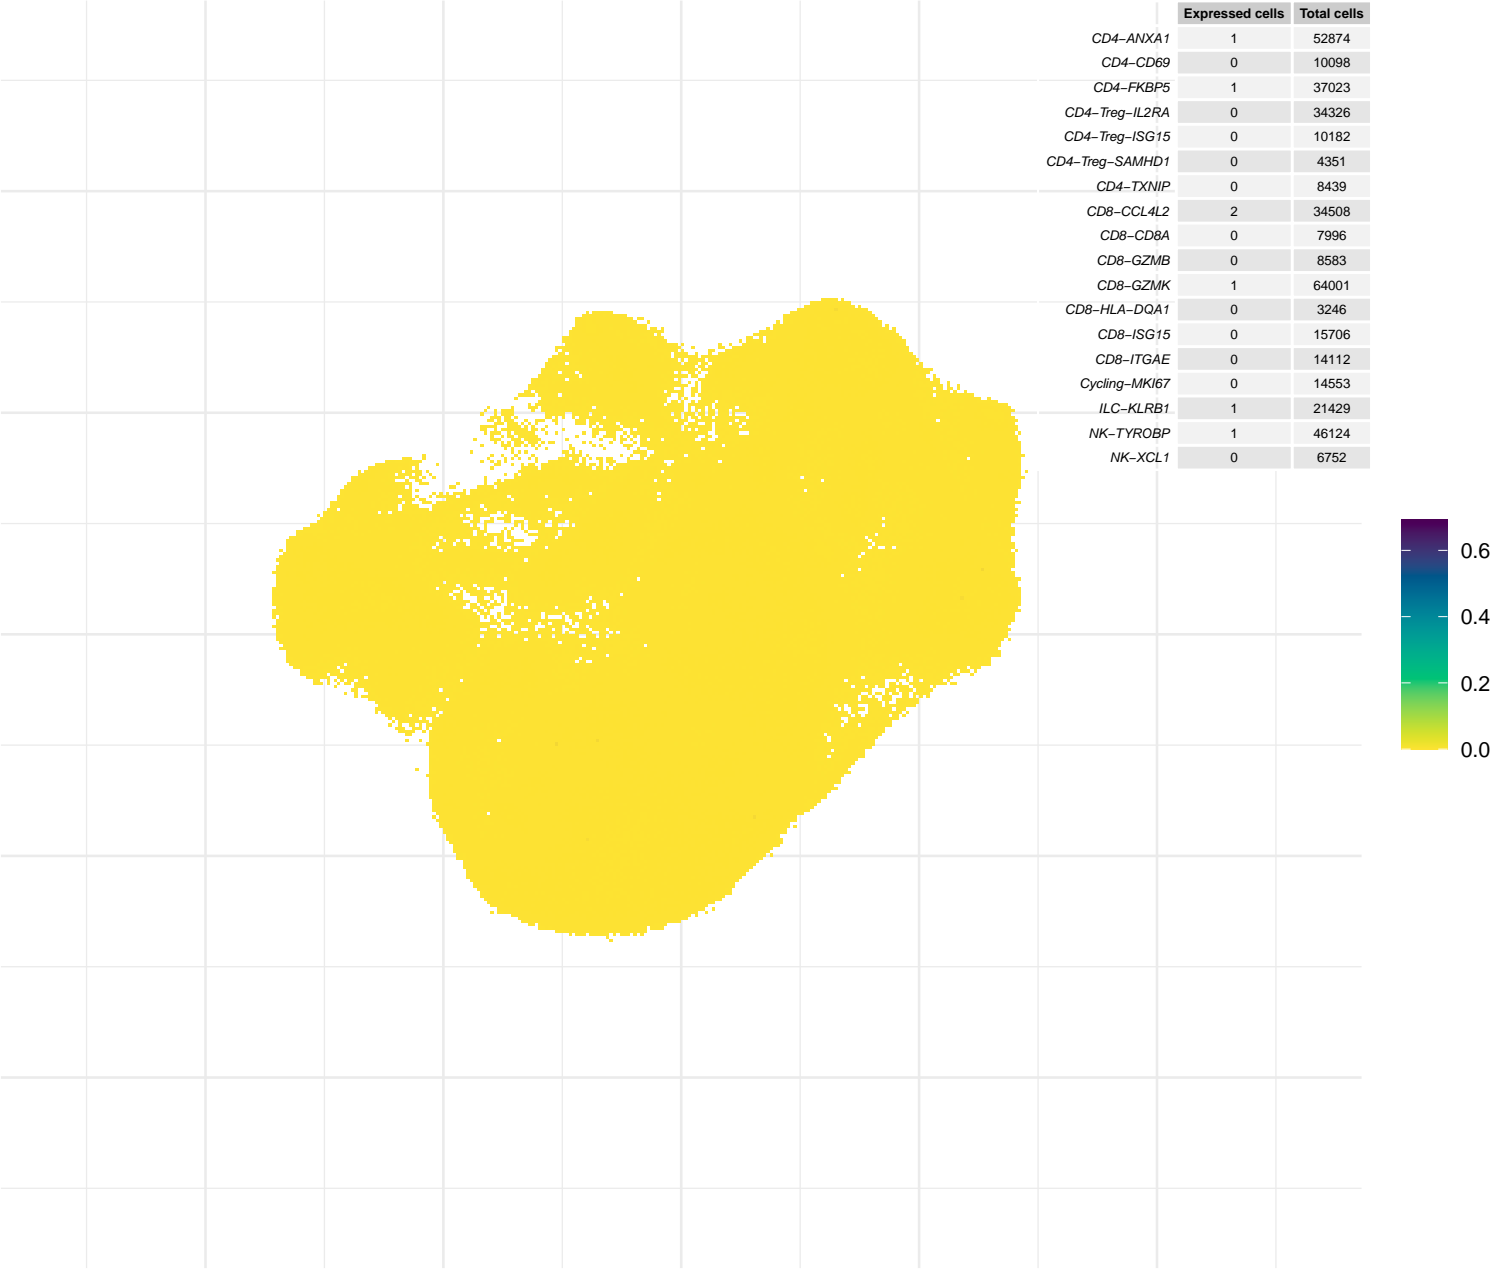 Expressed cells Total cells
CD4−ANXA1 1 52874
CD4−CD69 0 10098
CD4−FKBP5 1 37023
CD4−Treg−IL2RA 0 34326
CD4−Treg−ISG15 0 10182
CD4−Treg−SAMHD1 0 4351
CD4−TXNIP 0 8439
CD8−CCL4L2 2 34508
CD8−CD8A 0 7996
CD8−GZMB 0 8583
CD8−GZMK 1 64001
CD8−HLA−DQA1 0 3246
CD8−ISG15 0 15706
CD8−ITGAE 0 14112
Cycling−MKI67 0 14553
ILC−KLRB1 1 21429
NK−TYROBP 1 46124
NK−XCL1 0 6752
0.6
0.4
0.2
0.0